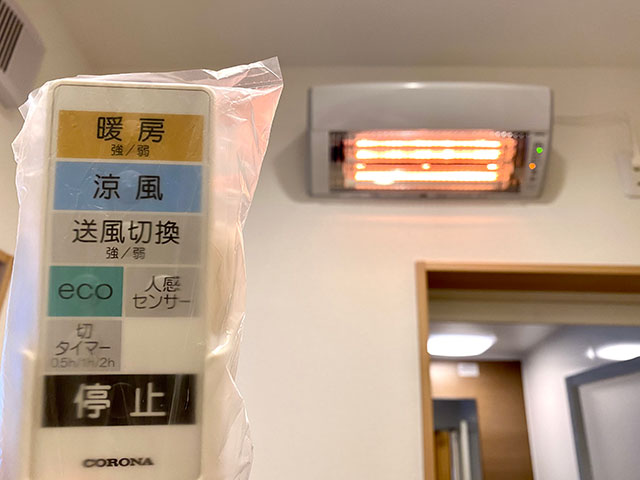 暖房
強/弱
涼風
送風切換
強/弱
eco
人感
センサー
切
タイマー
0.5h/1h/2h
停止
CORONA